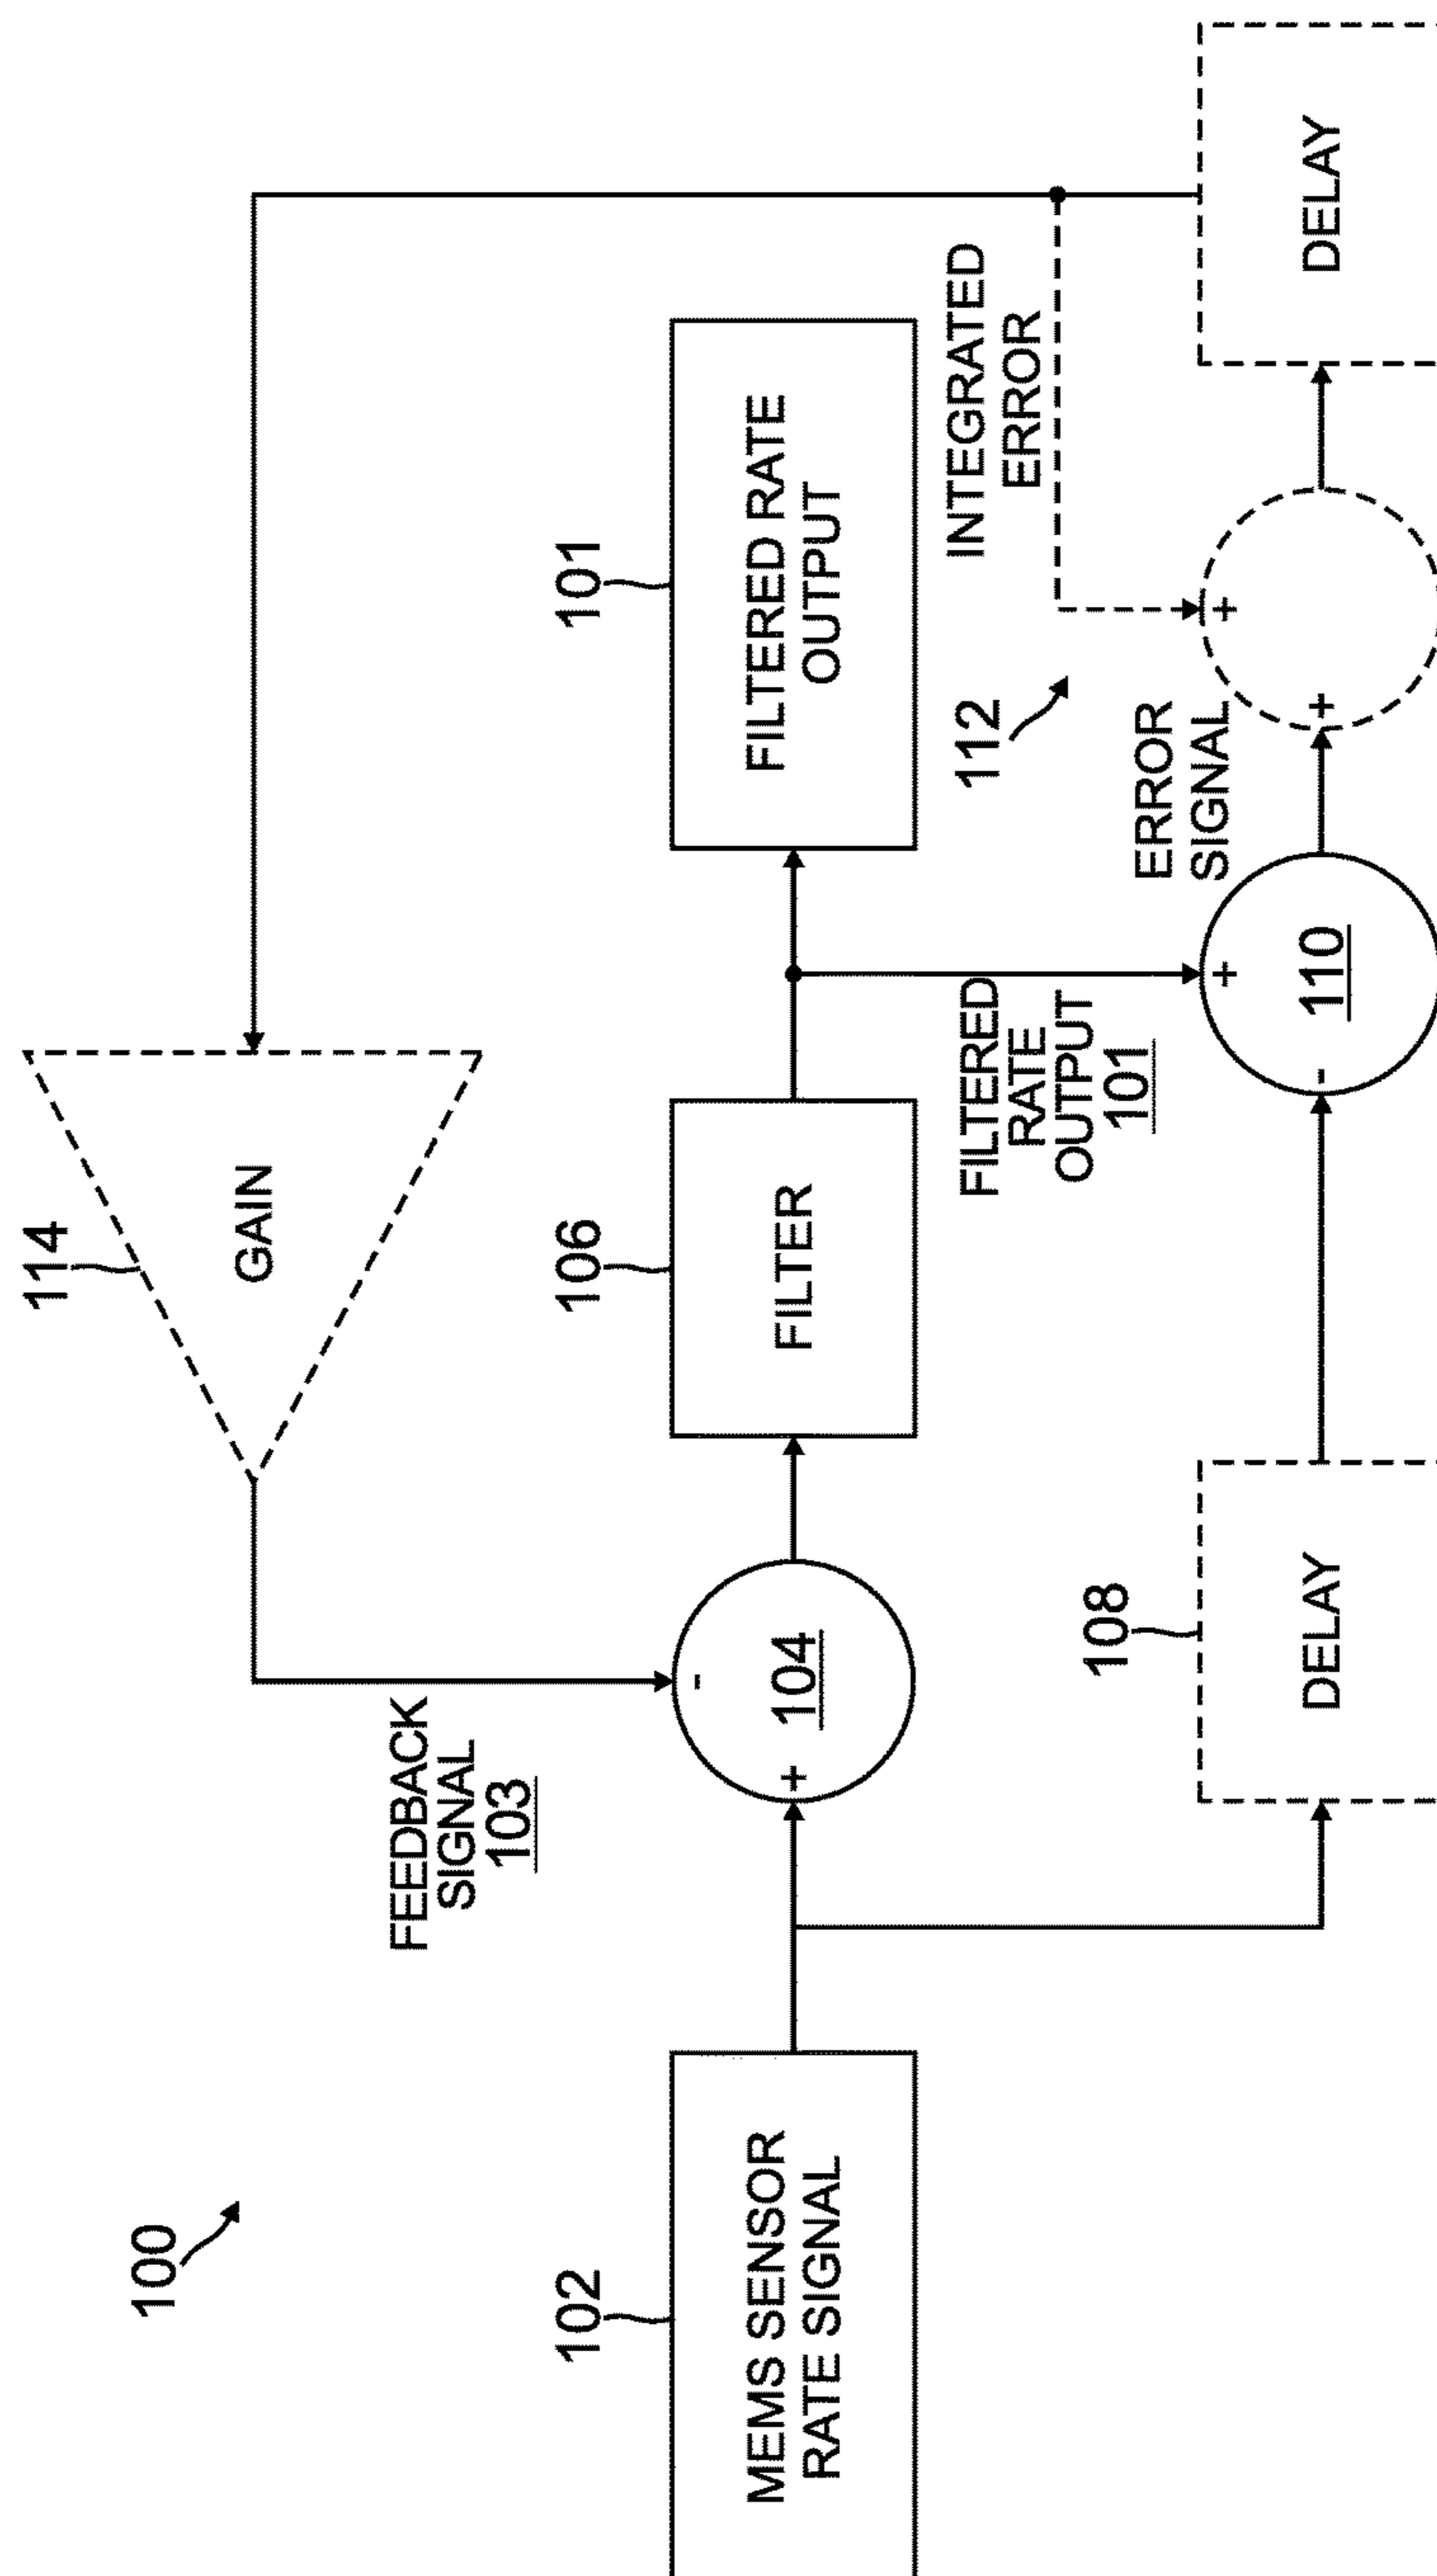 100
114
GAIN
FEEDBACK
SIGNAL
103
102
MEMS SENSOR
RATE SIGNAL
+
-
104
106
FILTER
101
FILTERED RATE
OUTPUT
FILTERED
RATE
OUTPUT
101
112
INTEGRATED
ERROR
108
DELAY
-
+
110
ERROR
SIGNAL
+
+
DELAY